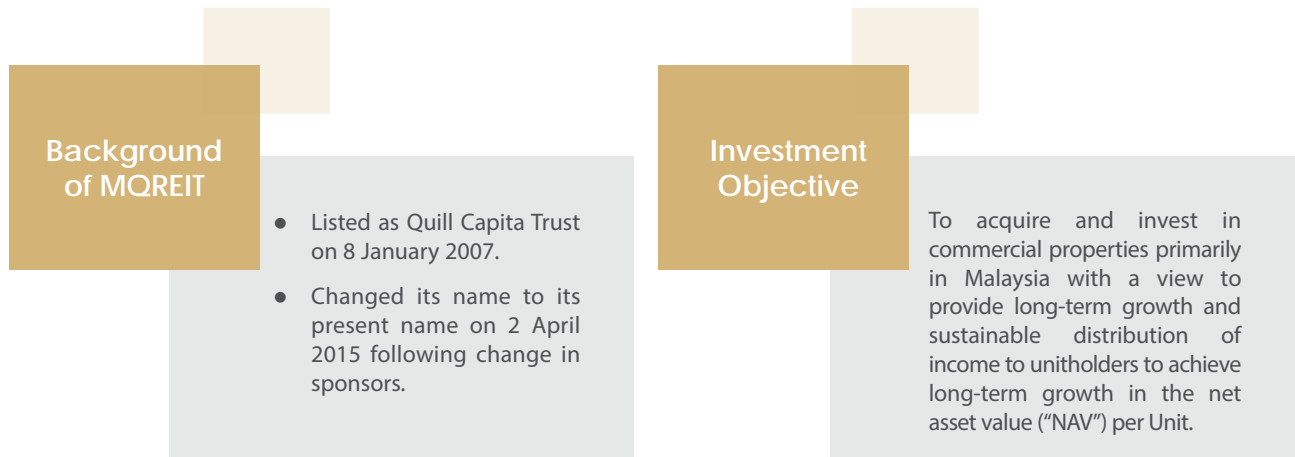 Background
of MQREIT
● Listed as Quill Capita Trust
on 8 January 2007.
● Changed its name to its
present name on 2 April
2015 following change in
sponsors.
Investment
Objective
To acquire and invest in
commercial properties primarily
in Malaysia with a view to
provide long-term growth and
sustainable distribution of
income to unitholders to achieve
long-term growth in the net
asset value (“NAV”) per Unit.